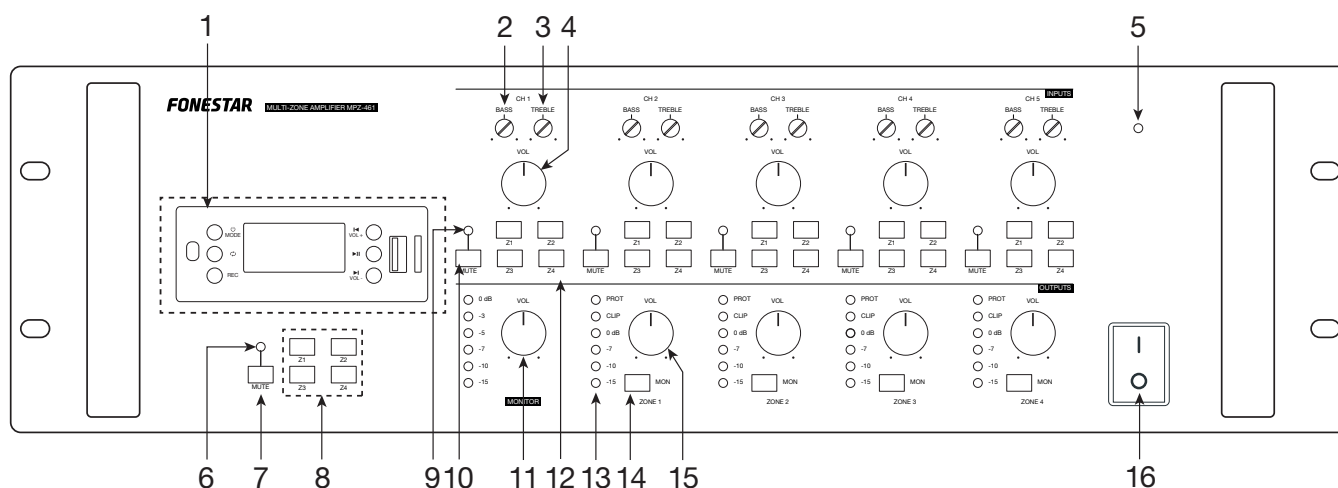 1 2 3 4 5
FONESTAR MULTI-ZONE AMPLIFIER MPZ-461
INPUTS
CH 1 CH 2 CH 3 CH 4 CH 5
BASS TREBLE BASS TREBLE BASS TREBLE BASS TREBLE BASS TREBLE
VOL VOL VOL VOL VOL
MODE
REC
VOL +
VOL -
Z1 Z2 Z1 Z2 Z1 Z2 Z1 Z2 Z1 Z2
MUTE Z3 Z4 MUTE Z3 Z4 MUTE Z3 Z4 MUTE Z3 Z4 MUTE Z3 Z4
OUTPUTS
0 dB VOL PROT VOL PROT VOL PROT VOL PROT VOL
-3 CLIP CLIP CLIP CLIP
-5 0 dB 0 dB 0 dB 0 dB
-7 -7 -7 -7 -7
-10 -10 -10 -10 -10
-15 -15 MON -15 MON -15 MON -15 MON
MONITOR ZONE 1 ZONE 2 ZONE 3 ZONE 4
Z1 Z2
MUTE Z3 Z4
6 7 8 9 10 11 12 13 14 15 16